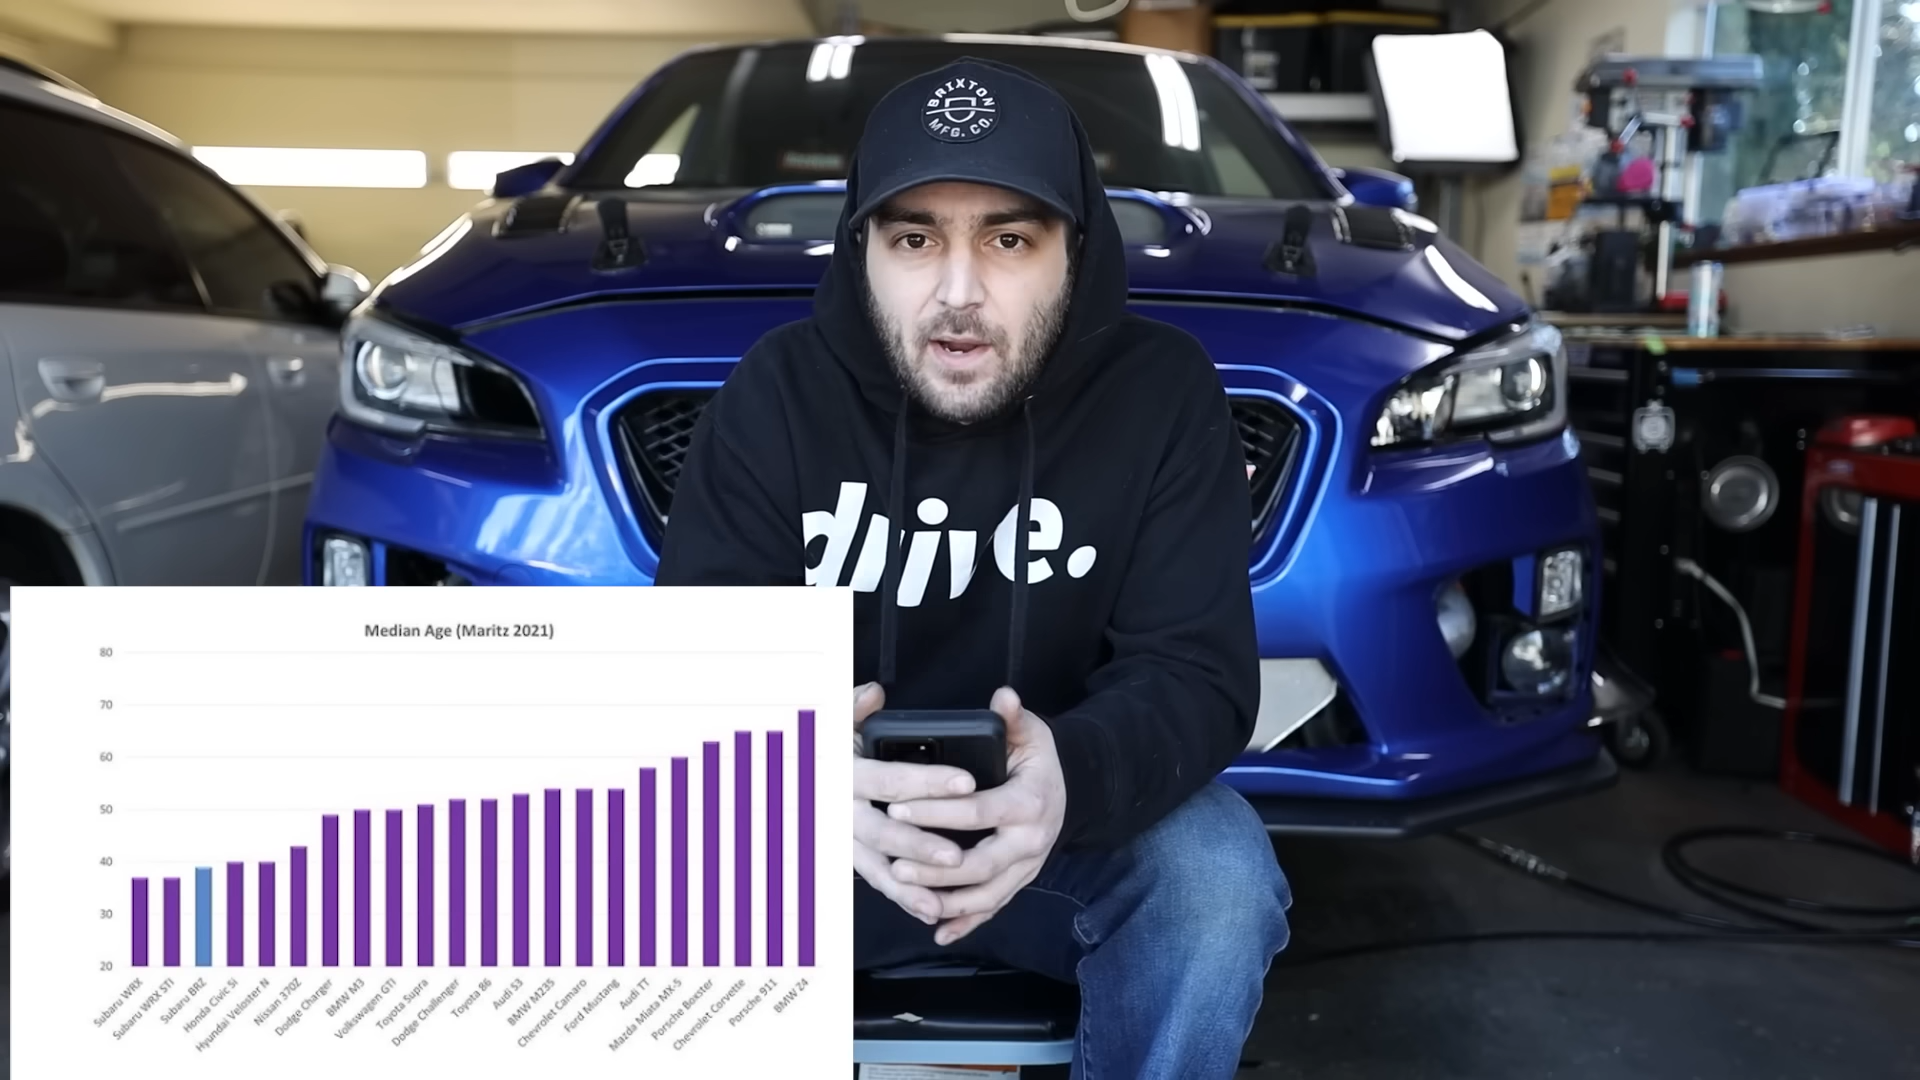 BRIXTON
MFG. CO.
drive.
Median Age (Maritz 2021)
80
70
60
50
40
30
20
Subaru WRX
Subaru WRX STI
Subaru BRZ
Honda Civic Si
Hyundai Veloster N
Nissan 370Z
Dodge Charger
BMW M3
Volkswagen GTI
Toyota Supra
Dodge Challenger
Toyota 86
Audi S3
BMW M235
Chevrolet Camaro
Ford Mustang
Audi TT
Mazda Miata MX-5
Porsche Boxster
Chevrolet Corvette
Porsche 911
BMW Z4